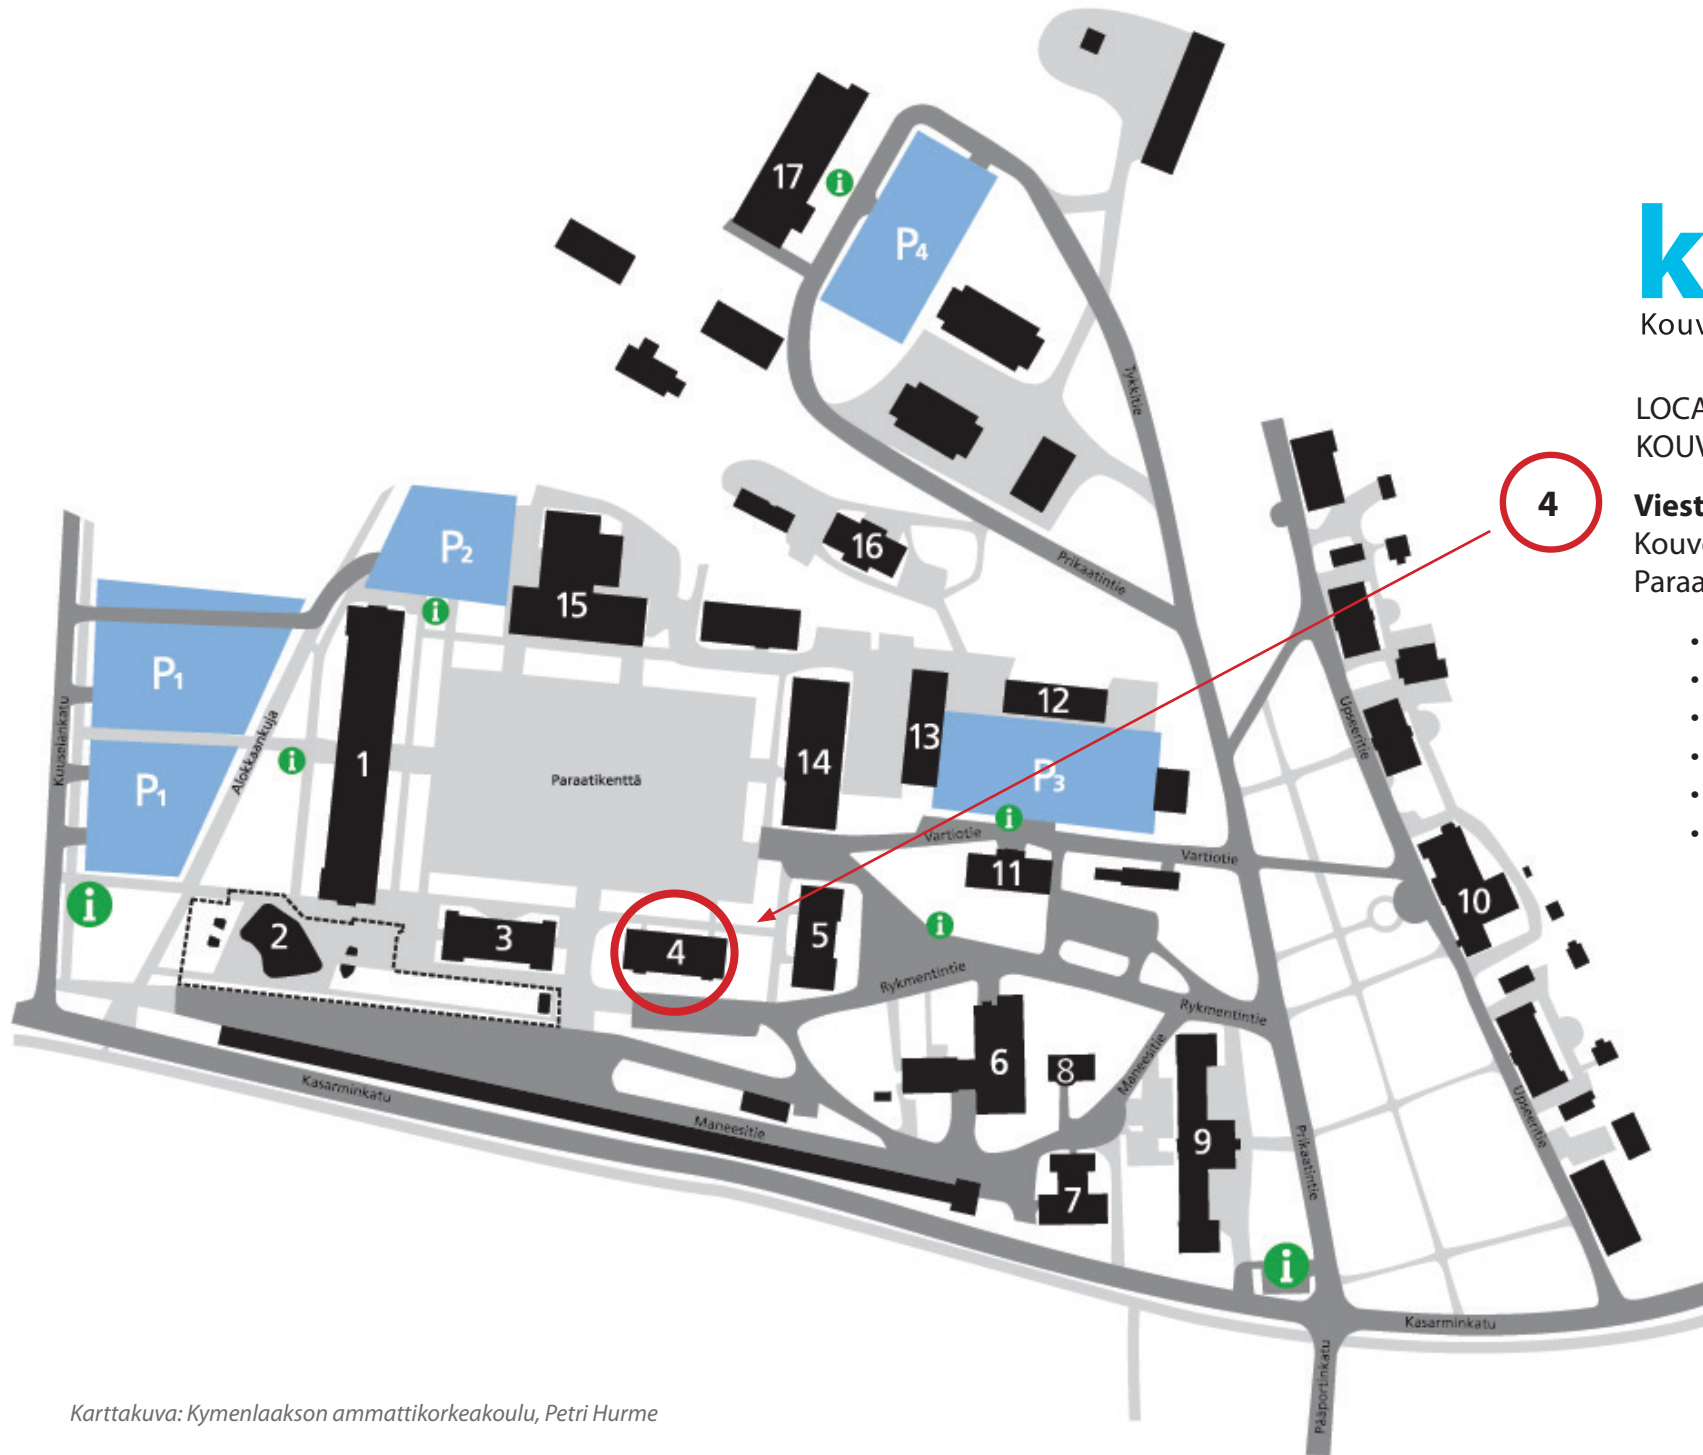 17
P4
k
Kouv
Tykkitie
LOCA
KOUV
4
Viest
Kouv
Paraa
•
•
•
•
•
•
P2
16
Prikaatintie
15
P1
12
Kuuselankatu
Alokkaankuja
13
Upseeritie
1
Paraatikenttä
14
P3
P1
Vartiotie
Vartiotie
11
10
2
3
4
5
Rykmentintie
Rykmentintie
6
8
Maneesitie
Kasarminkatu
Maneesitie
9
Prikaatintie
Upseeritie
7
Kasarminkatu
Pääportinkatu
Karttakuva: Kymenlaakson ammattikorkeakoulu, Petri Hurme